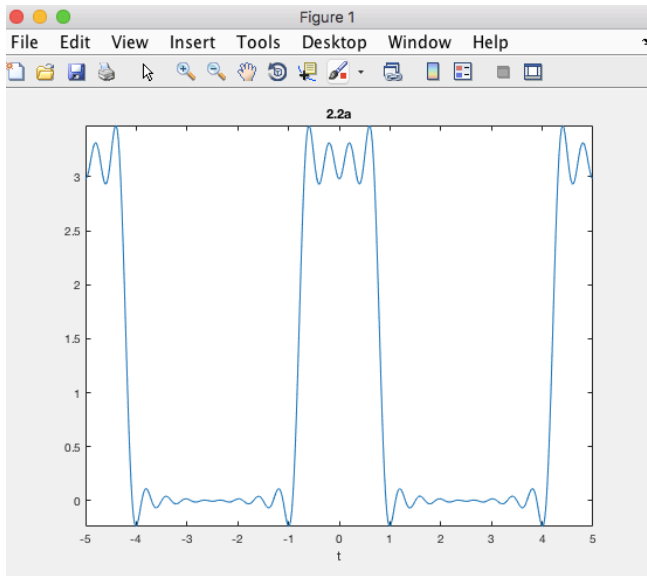 Figure 1
File Edit View Insert Tools Desktop Window Help
2.2a
3
2.5
2
1.5
1
0.5
0
-5 -4 -3 -2 -1 0 1 2 3 4 5
t